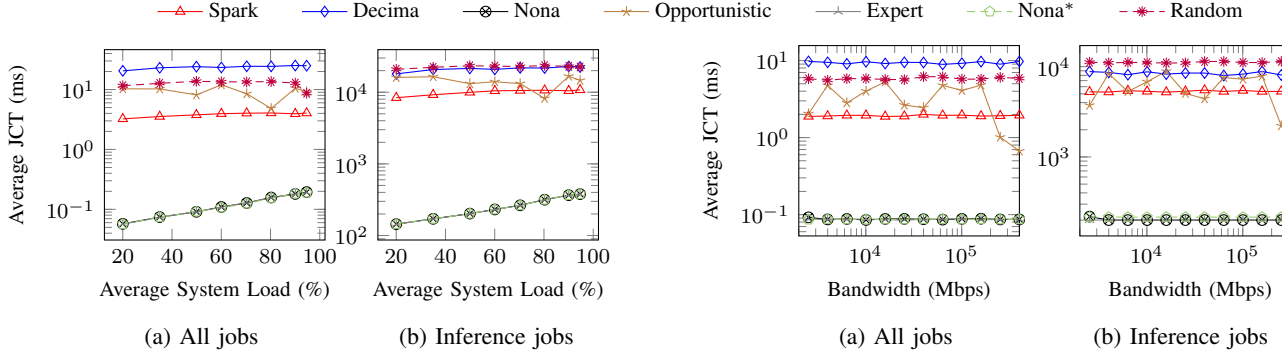 Spark Decima Nona Opportunistic Expert Nona* Random
Average JCT (ms)
10^1
10^0
10^-1
20 40 60 80 100
Average System Load (%)
(a) All jobs
10^4
10^3
10^2
20 40 60 80 100
Average System Load (%)
(b) Inference jobs
Average JCT (ms)
10^1
10^0
10^-1
10^4 10^5
Bandwidth (Mbps)
(a) All jobs
10^4
10^3
10^4 10^5
Bandwidth (Mbps)
(b) Inference jobs